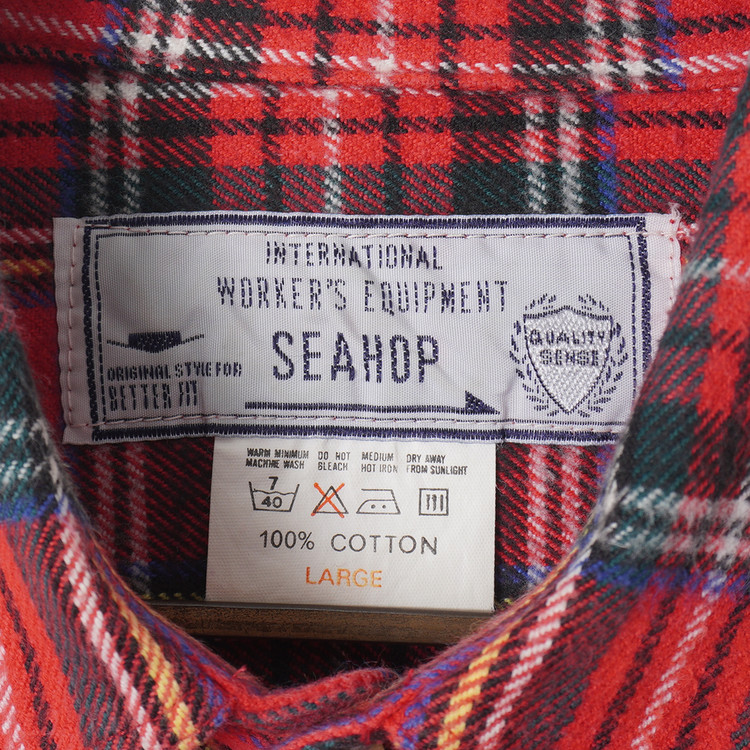 INTERNATIONAL
WORKER'S EQUIPMENT
SEAHOP
ORIGINAL STYLE FOR
BETTER FIT
QUALITY
SENSE
WARM MINIMUM DO NOT MEDIUM DRY AWAY
MACHINE WASH BLEACH HOT IRON FROM SUNLIGHT
7
40
100% COTTON
LARGE